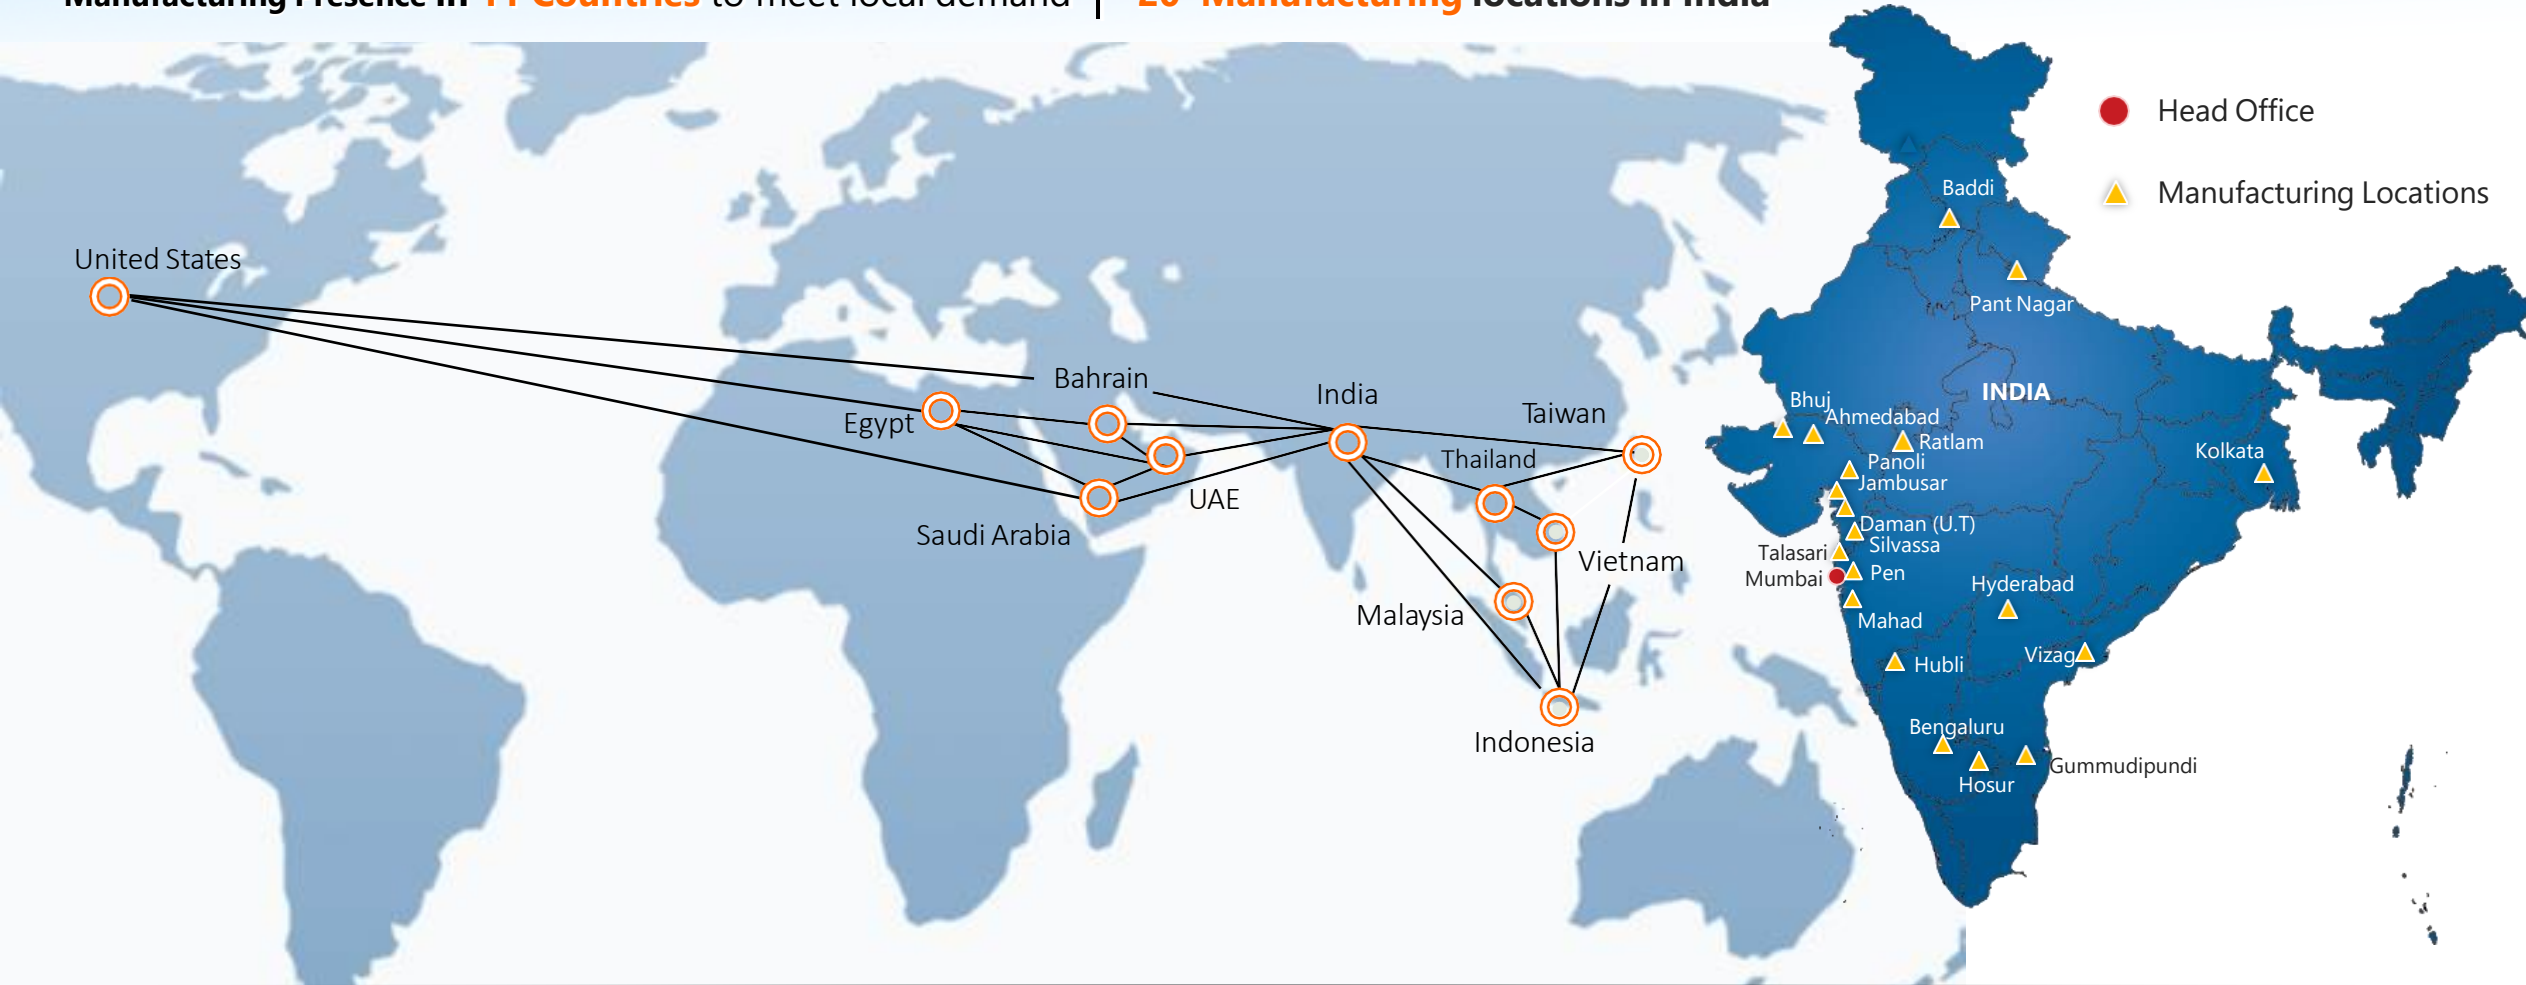 Manufacturing Presence in 11 Countries to meet local demand
20 Manufacturing locations in India
Head Office
Manufacturing Locations
United States
Bahrain
Egypt
India
Taiwan
Thailand
UAE
Saudi Arabia
Vietnam
Malaysia
Indonesia
Baddi
Pant Nagar
INDIA
Bhuj
Ahmedabad
Ratlam
Kolkata
Panoli
Jambusar
Daman (U.T)
Silvassa
Talasari
Mumbai
Pen
Hyderabad
Mahad
Vizag
Hubli
Bengaluru
Gummudipundi
Hosur